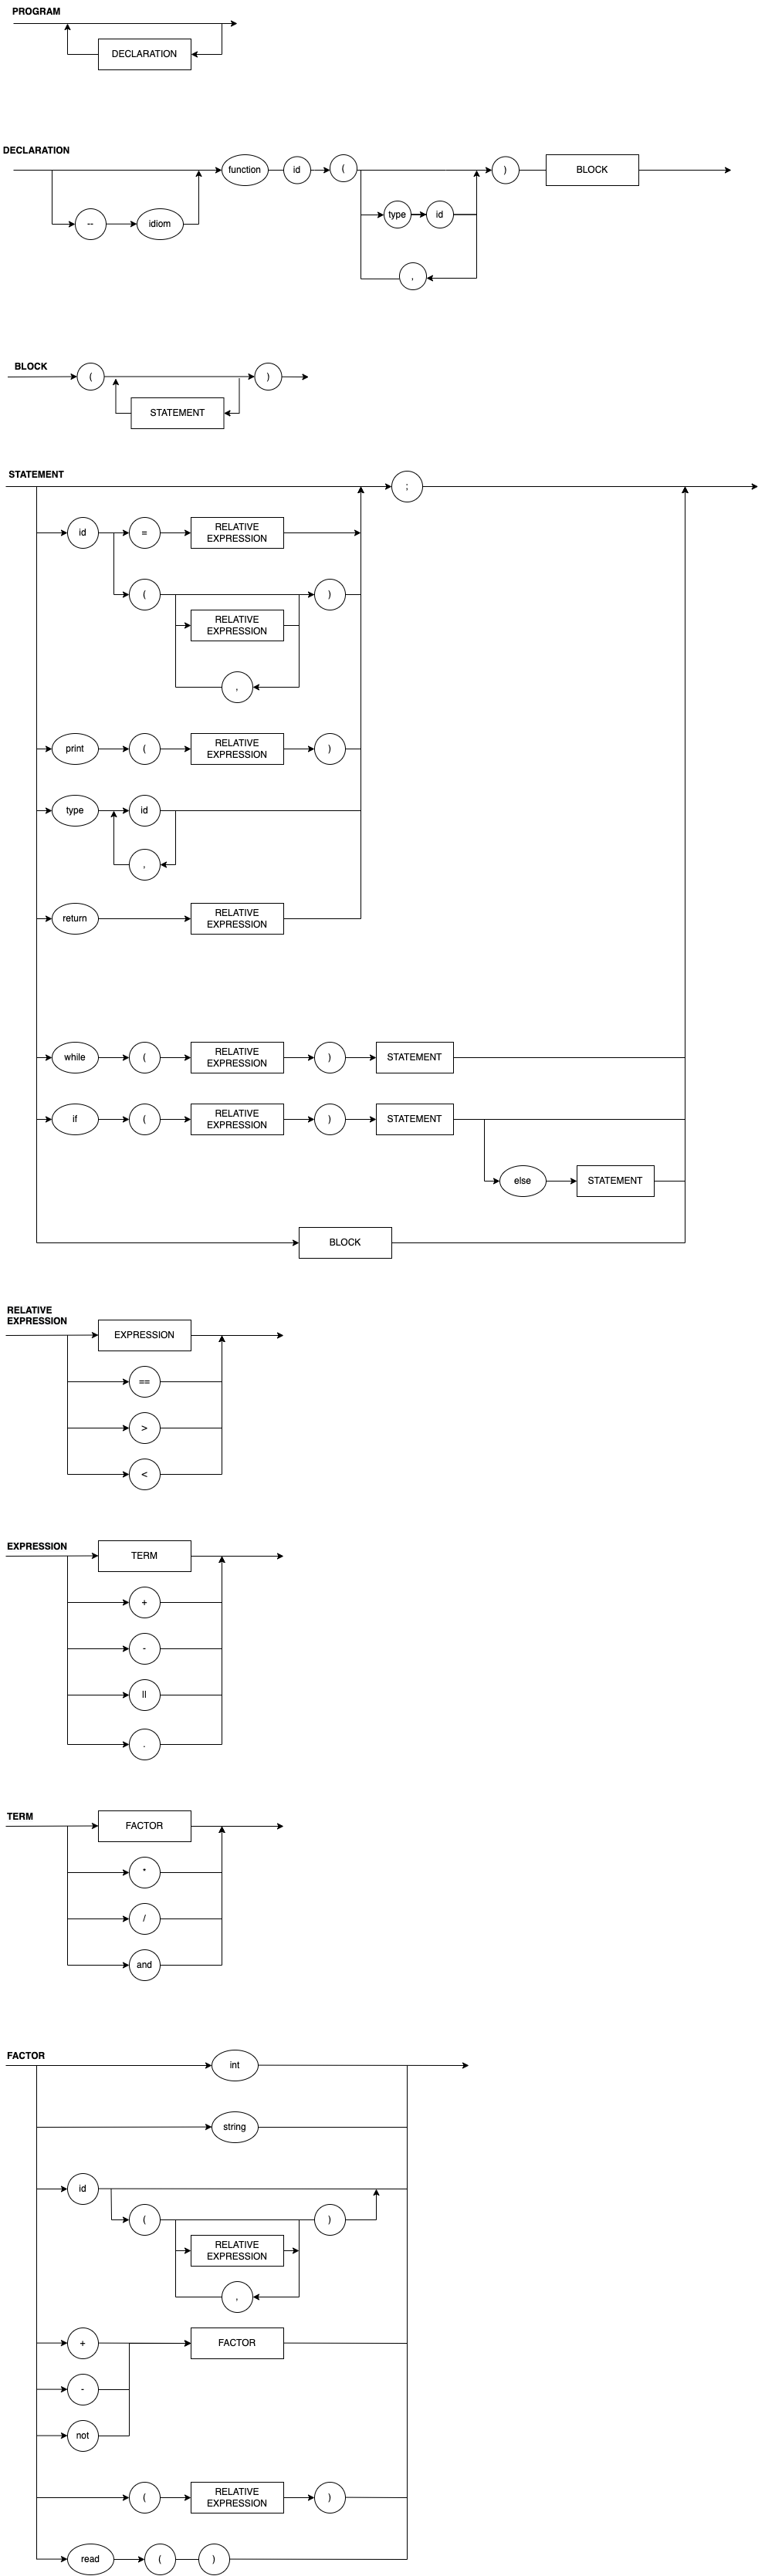 PROGRAM
DECLARATION
DECLARATION
function id ( ) BLOCK
type id
-- idiom
,
BLOCK
( )
STATEMENT
STATEMENT
;
id = RELATIVE
EXPRESSION
( )
RELATIVE
EXPRESSION
,
print ( RELATIVE
EXPRESSION )
type id
,
return RELATIVE
EXPRESSION
while ( RELATIVE
EXPRESSION ) STATEMENT
if ( RELATIVE
EXPRESSION ) STATEMENT
else STATEMENT
BLOCK
RELATIVE
EXPRESSION
EXPRESSION
==
>
<
EXPRESSION
TERM
+
-
||
.
TERM
FACTOR
*
/
and
FACTOR
int
string
id
( )
RELATIVE
EXPRESSION
,
+ FACTOR
-
not
( RELATIVE
EXPRESSION )
read ( )